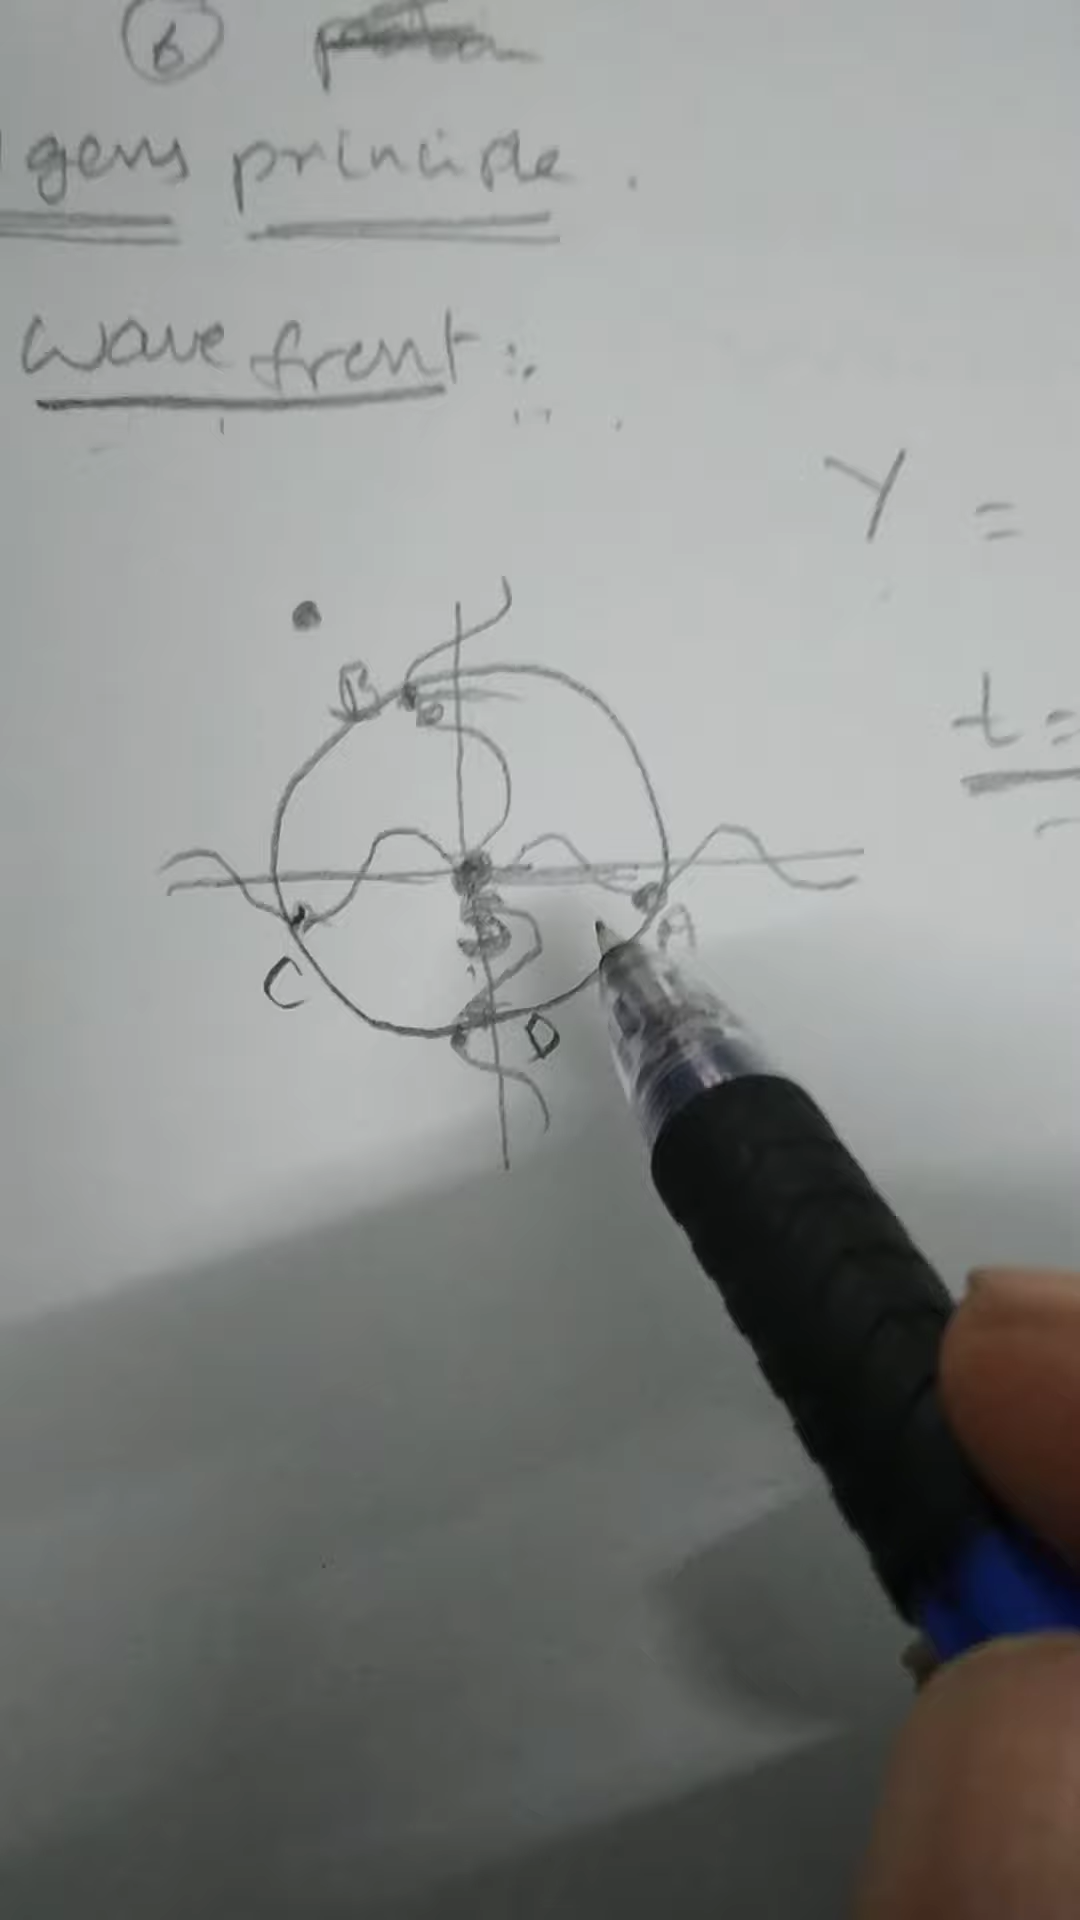 6
gens principle.
wave front :.
Y =
t =
B
A
C
D